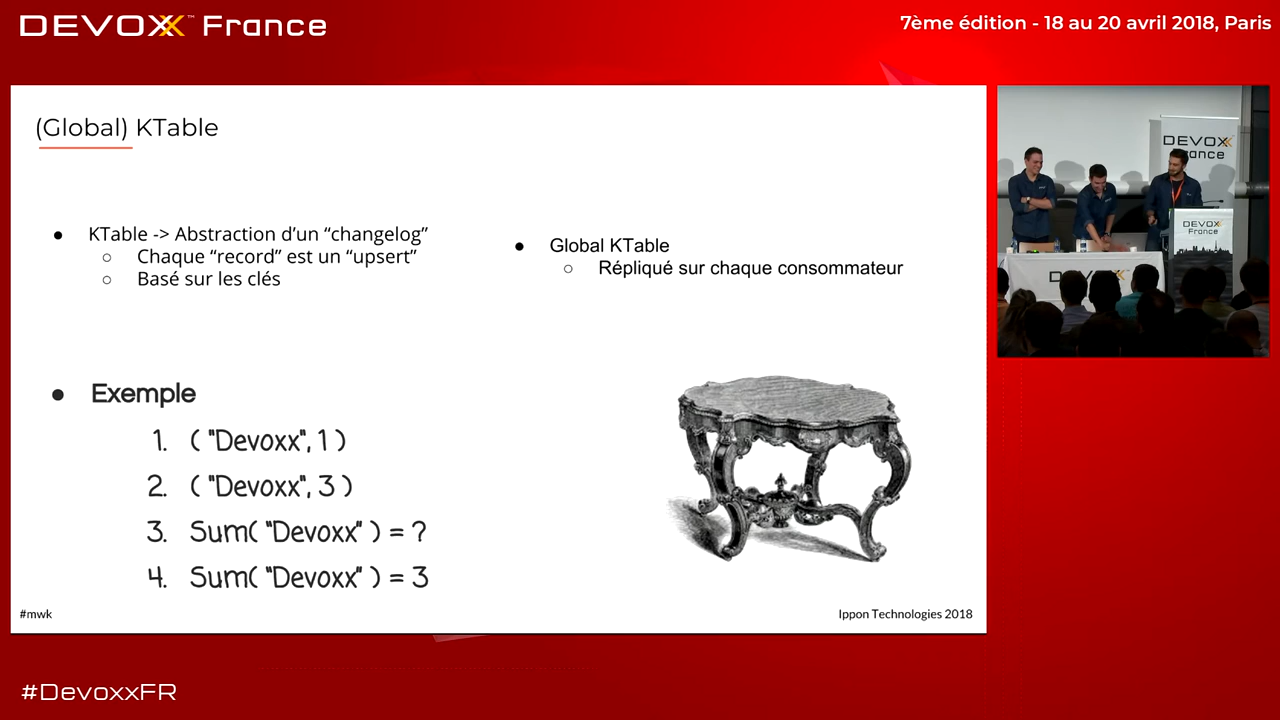 DEVOXX™ France
7ème édition - 18 au 20 avril 2018, Paris
(Global) KTable
● KTable -> Abstraction d’un “changelog”
○ Chaque “record” est un “upsert”
○ Basé sur les clés
● Global KTable
○ Répliqué sur chaque consommateur
● Exemple
1. ( "Devoxx", 1 )
2. ( "Devoxx", 3 )
3. Sum( "Devoxx" ) = ?
4. Sum( "Devoxx" ) = 3
#mwk
Ippon Technologies 2018
DEVOXX
France
DEVOXX
France
#DevoxxFR